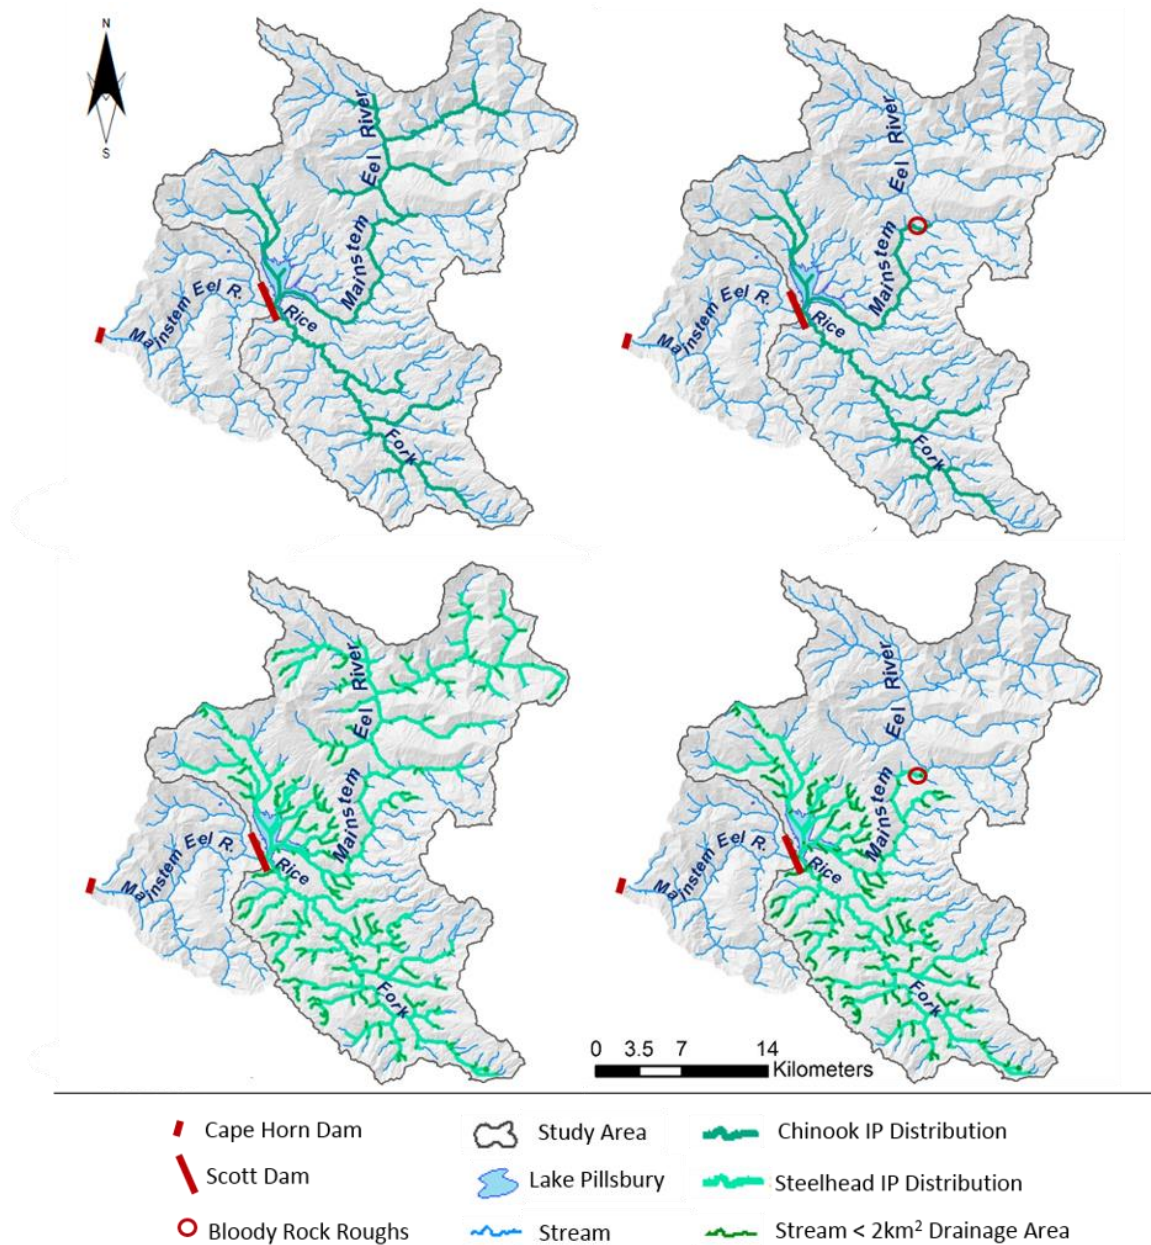 N
S
Eel River
Mainstem
Mainstem Eel R.
Rice
Fork
Eel River
Mainstem
Mainstem Eel R.
Rice
Fork
Eel River
Mainstem
Mainstem Eel R.
Rice
Fork
Eel River
Mainstem
Mainstem Eel R.
Rice
Fork
0 3.5 7 14
Kilometers
Cape Horn Dam
Study Area
Chinook IP Distribution
Scott Dam
Lake Pillsbury
Steelhead IP Distribution
Bloody Rock Roughs
Stream
Stream < 2km² Drainage Area